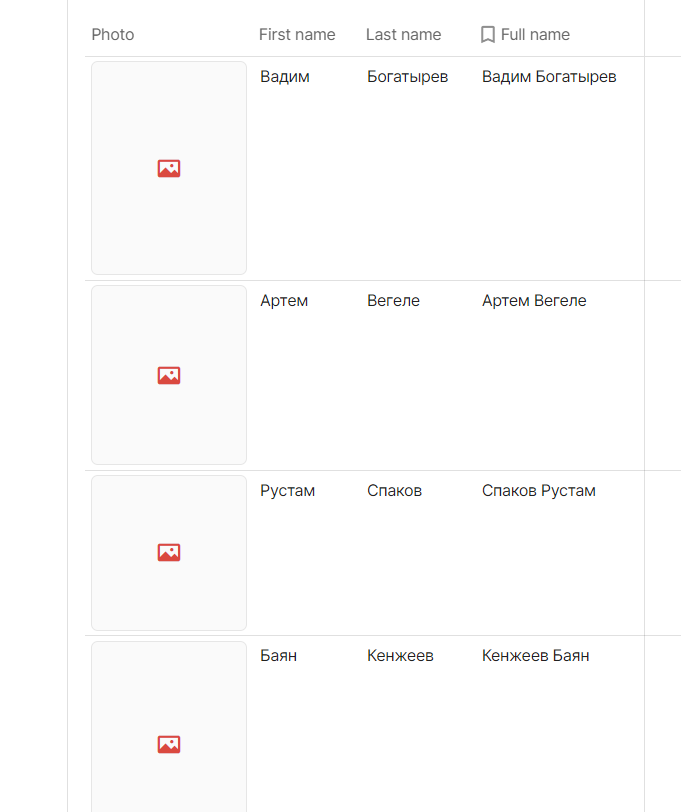 Photo First name Last name Full name
Вадим Богатырев Вадим Богатырев
Артем Вегеле Артем Вегеле
Рустам Спаков Спаков Рустам
Баян Кенжеев Кенжеев Баян